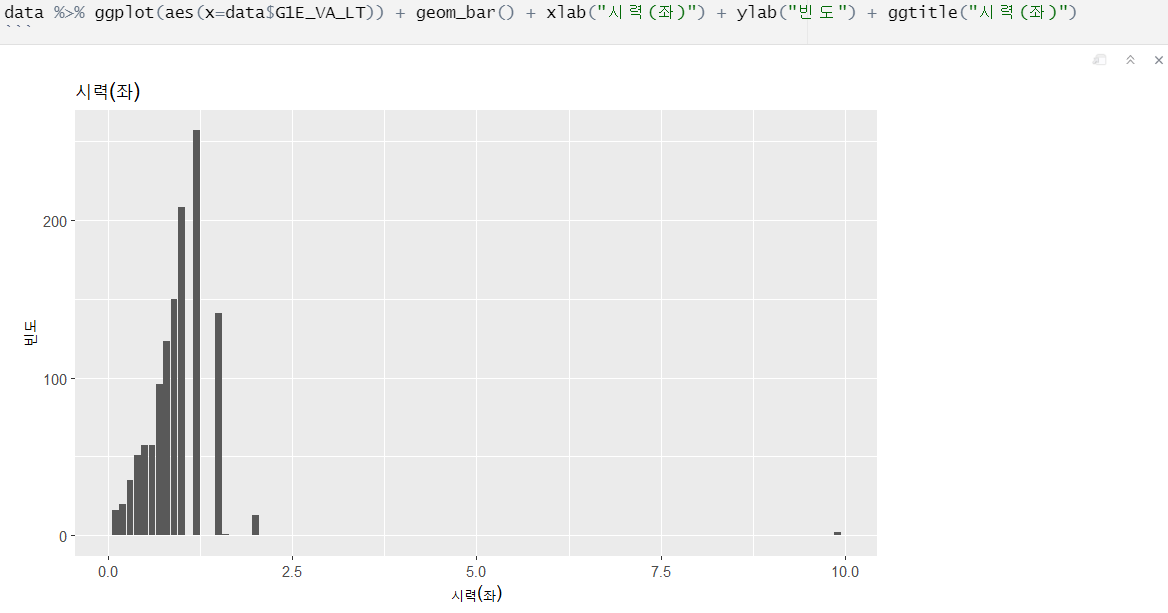 data %>% ggplot(aes(x=data$G1E_VA_LT)) + geom_bar() + xlab("시력(좌)") + ylab("빈도") + ggtitle("시력(좌)")
```
시력(좌)
빈도
200
100
0
0.0 2.5 5.0 7.5 10.0
시력(좌)